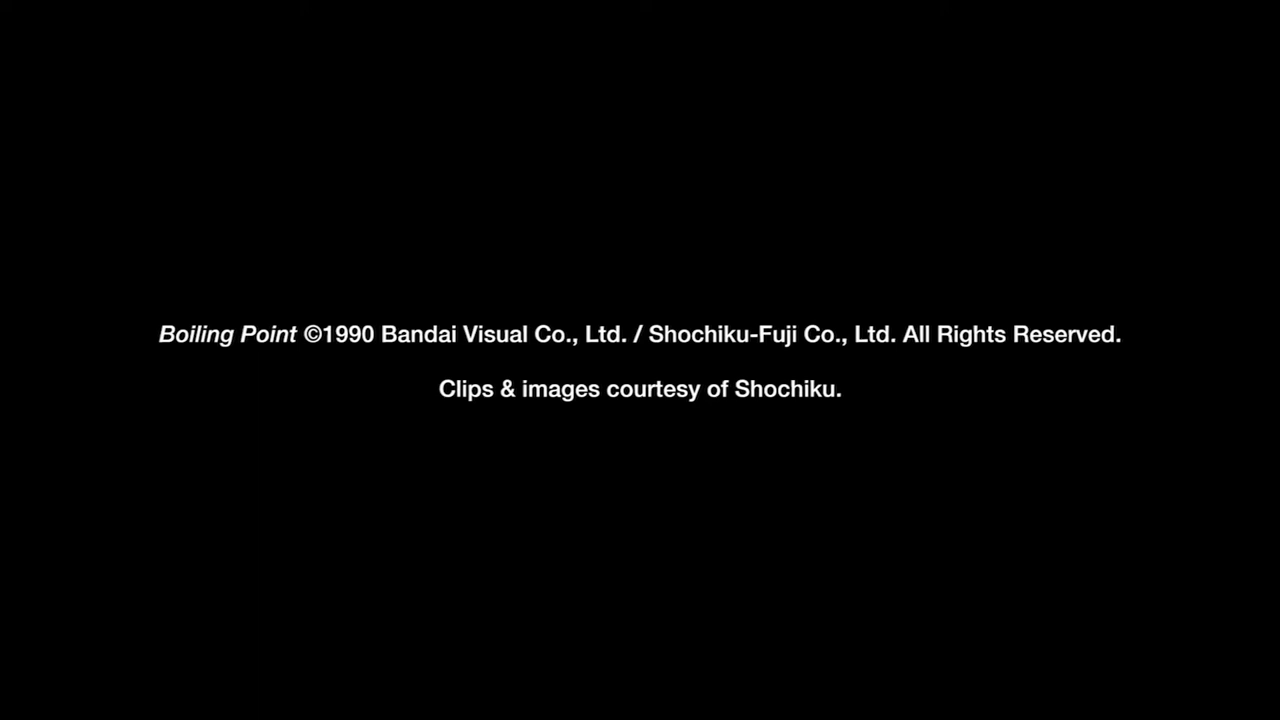 Boiling Point ©1990 Bandai Visual Co., Ltd. / Shochiku-Fuji Co., Ltd. All Rights Reserved.
Clips & images courtesy of Shochiku.